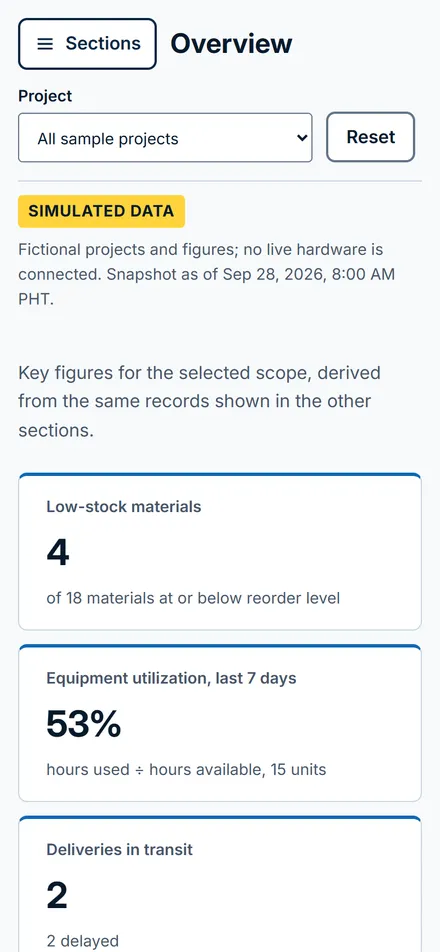 Sections
Overview
Project
All sample projects
Reset
SIMULATED DATA
Fictional projects and figures; no live hardware is
connected. Snapshot as of Sep 28, 2026, 8:00 AM
PHT.
Key figures for the selected scope, derived
from the same records shown in the other
sections.
Low-stock materials
4
of 18 materials at or below reorder level
Equipment utilization, last 7 days
53%
hours used ÷ hours available, 15 units
Deliveries in transit
2
2 delayed